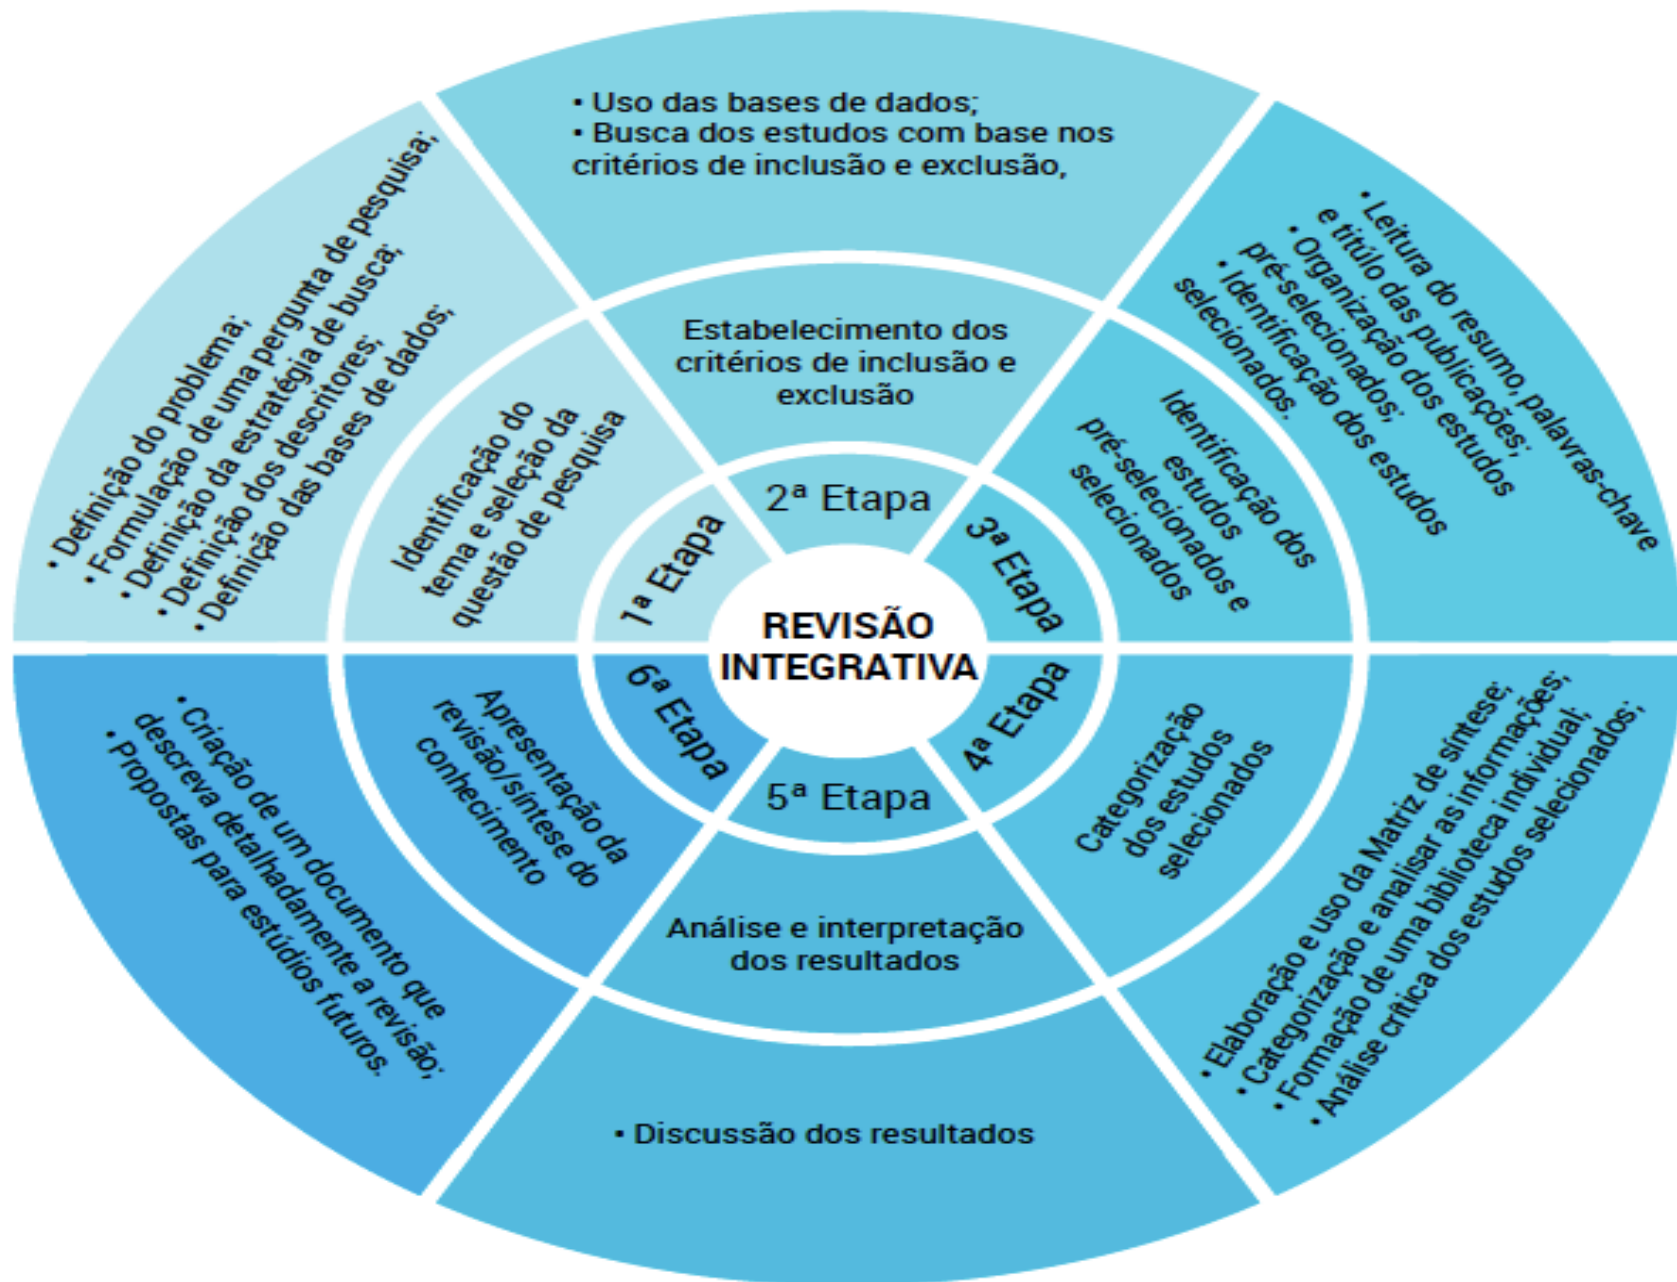 REVISÃO
INTEGRATIVA
1ª Etapa
Identificação do
tema e seleção da
questão de pesquisa
• Definição do problema;
• Formulação de uma pergunta de pesquisa;
• Definição da estratégia de busca;
• Definição dos descritores;
• Definição das bases de dados;
2ª Etapa
Estabelecimento dos
critérios de inclusão e
exclusão
• Uso das bases de dados;
• Busca dos estudos com base nos
critérios de inclusão e exclusão,
3ª Etapa
Identificação dos
estudos
pré-selecionados e
selecionados
• Leitura do resumo, palavras-chave
e titúlo das publicações;
• Organização dos estudos
pré-selecionados;
• Identificação dos estudos
selecionados.
4ª Etapa
Categorização
dos estudos
selecionados
• Elaboração e uso da Matriz de síntese;
• Categorização e analisar as informações;
• Formação de uma biblioteca individual;
• Análise crítica dos estudos selecionados;
5ª Etapa
Análise e interpretação
dos resultados
• Discussão dos resultados
6ª Etapa
Apresentação da
revisão/síntese do
conhecimento
• Criação de um documento que
descreva detalhadamente a revisão;
• Propostas para estúdios futuros.